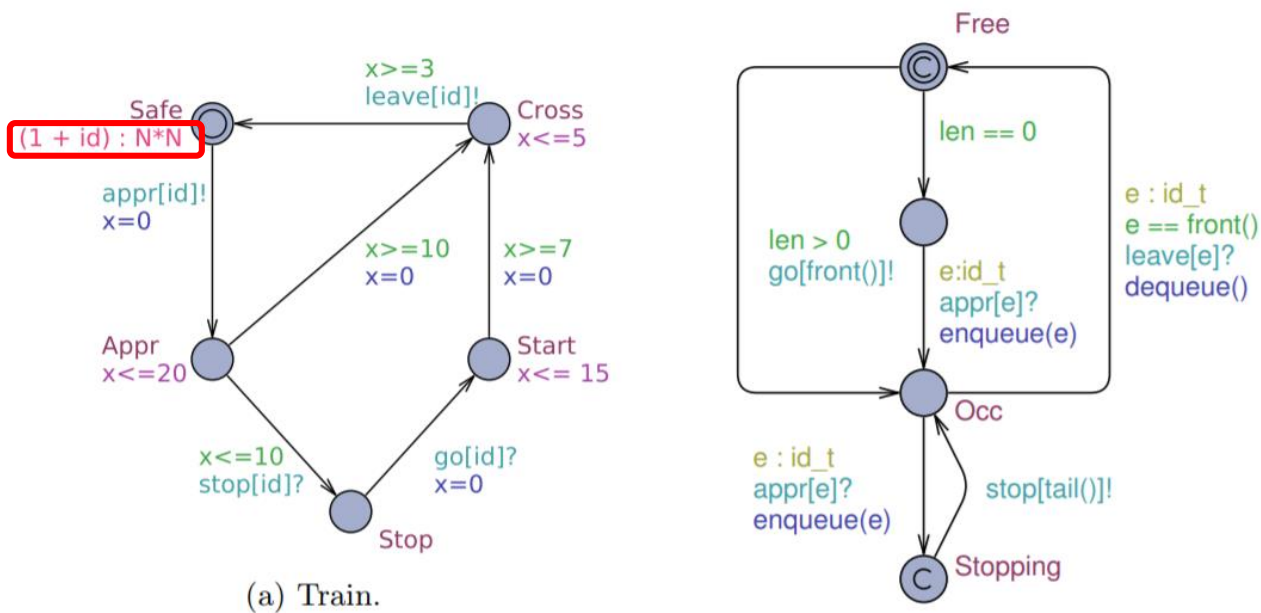 x>=3
leave[id]!
Safe
(1 + id) : N*N
Cross
x<=5
appr[id]!
x=0
x>=10
x=0
x>=7
x=0
Appr
x<=20
Start
x<= 15
x<=10
stop[id]?
go[id]?
x=0
Stop
(a) Train.
Free
C
len == 0
len > 0
go[front()]!
e:id_t
appr[e]?
enqueue(e)
e : id_t
e == front()
leave[e]?
dequeue()
Occ
e : id_t
appr[e]?
enqueue(e)
stop[tail()]!
C
Stopping